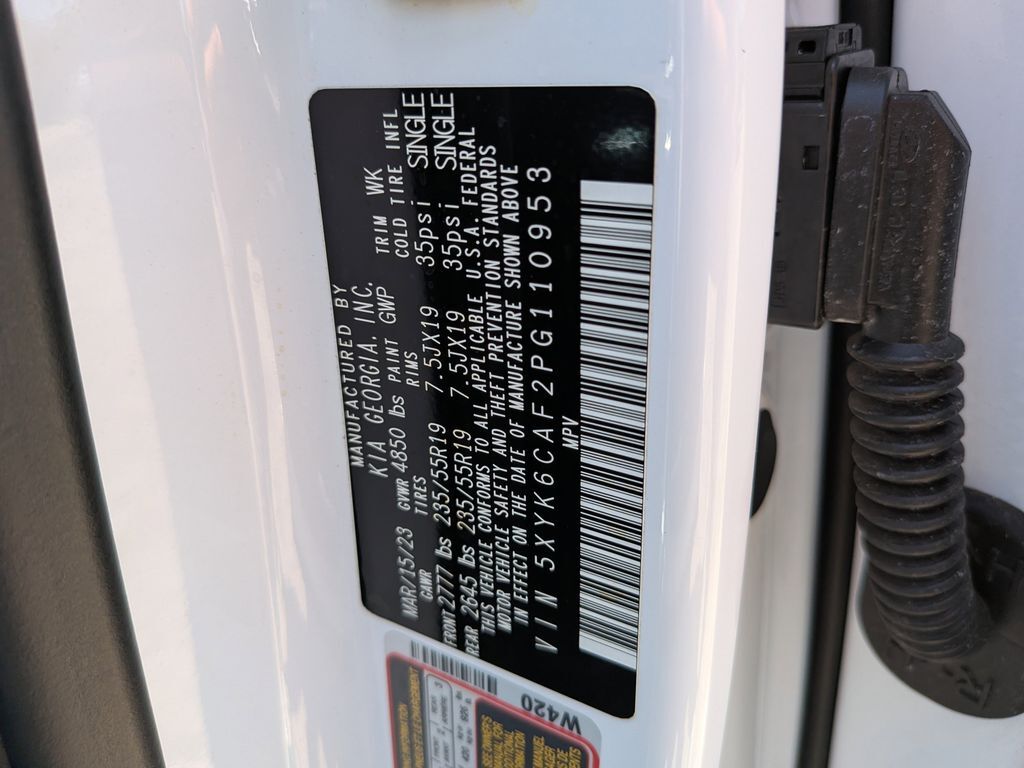 MANUFACTURED BY
KIA GEORGIA, INC.
MAR/15/23 GVWR 4850 lbs PAINT GWP TRIM WK
GAWR TIRES RIMS COLD TIRE INFL
FRONT 2777 lbs 235/55R19 7.5JX19 35psi SINGLE
REAR 2645 lbs 235/55R19 7.5JX19 35psi SINGLE
THIS VEHICLE CONFORMS TO ALL APPLICABLE U.S.A. FEDERAL
MOTOR VEHICLE SAFETY AND THEFT PREVENTION STANDARDS
IN EFFECT ON THE DATE OF MANUFACTURE SHOWN ABOVE
MPV
VIN 5XYK6CAF2PG110953
W420